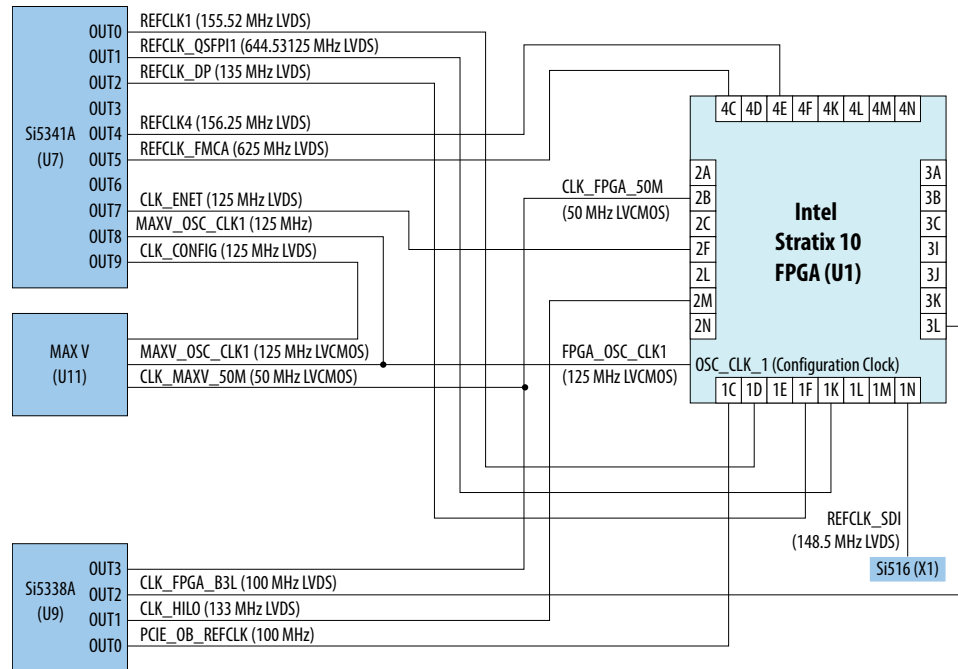 OUT0
REFCLK1 (155.52 MHz LVDS)
OUT1
REFCLK_QSFPI1 (644.53125 MHz LVDS)
OUT2
REFCLK_DP (135 MHz LVDS)
OUT3
Si5341A
(U7)
OUT4
REFCLK4 (156.25 MHz LVDS)
OUT5
REFCLK_FMCA (625 MHz LVDS)
OUT6
OUT7
CLK_ENET (125 MHz LVDS)
OUT8
MAXV_OSC_CLK1 (125 MHz)
OUT9
CLK_CONFIG (125 MHz LVDS)
MAX V
(U11)
MAXV_OSC_CLK1 (125 MHz LVCMOS)
CLK_MAXV_50M (50 MHz LVCMOS)
CLK_FPGA_50M
(50 MHz LVCMOS)
FPGA_OSC_CLK1
(125 MHz LVCMOS)
4C 4D 4E 4F 4K 4L 4M 4N
2A
2B
2C
2F
2L
2M
2N
Intel
Stratix 10
FPGA (U1)
3A
3B
3C
3I
3J
3K
3L
OSC_CLK_1 (Configuration Clock)
1C 1D 1E 1F 1K 1L 1M 1N
REFCLK_SDI
(148.5 MHz LVDS)
Si516 (X1)
Si5338A
(U9)
OUT3
OUT2
CLK_FPGA_B3L (100 MHz LVDS)
OUT1
CLK_HILO (133 MHz LVDS)
OUT0
PCIE_OB_REFCLK (100 MHz)